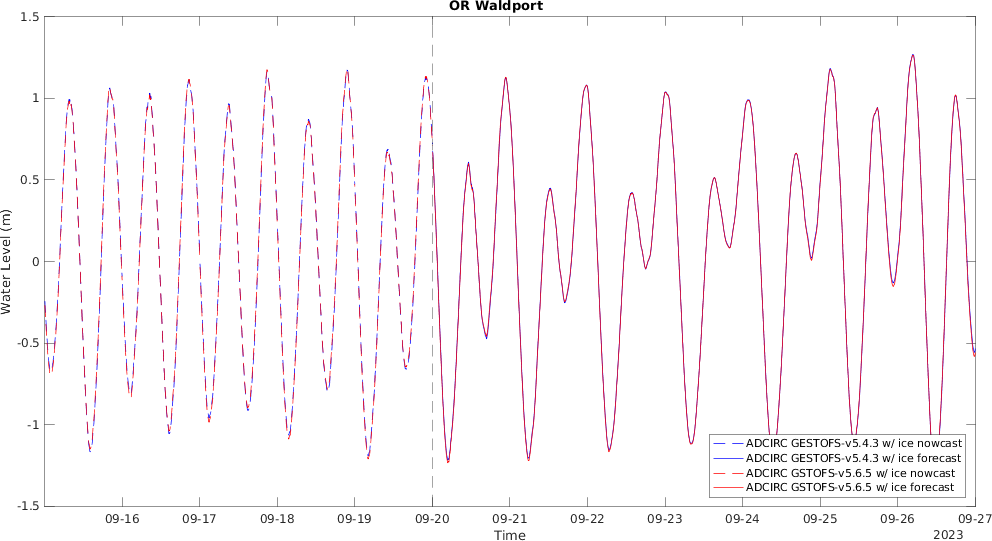 OR Waldport
1.5
1
0.5
0
-0.5
-1
-1.5
Water Level (m)
09-16 09-17 09-18 09-19 09-20 09-21 09-22 09-23 09-24 09-25 09-26 09-27
Time
2023
ADCIRC GESTOFS-v5.4.3 w/ ice nowcast
ADCIRC GESTOFS-v5.4.3 w/ ice forecast
ADCIRC GSTOFS-v5.6.5 w/ ice nowcast
ADCIRC GSTOFS-v5.6.5 w/ ice forecast